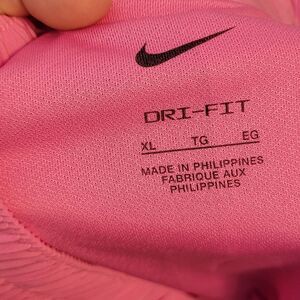 DRI-FIT
XL TG EG
MADE IN PHILIPPINES
FABRIQUE AUX
PHILIPPINES